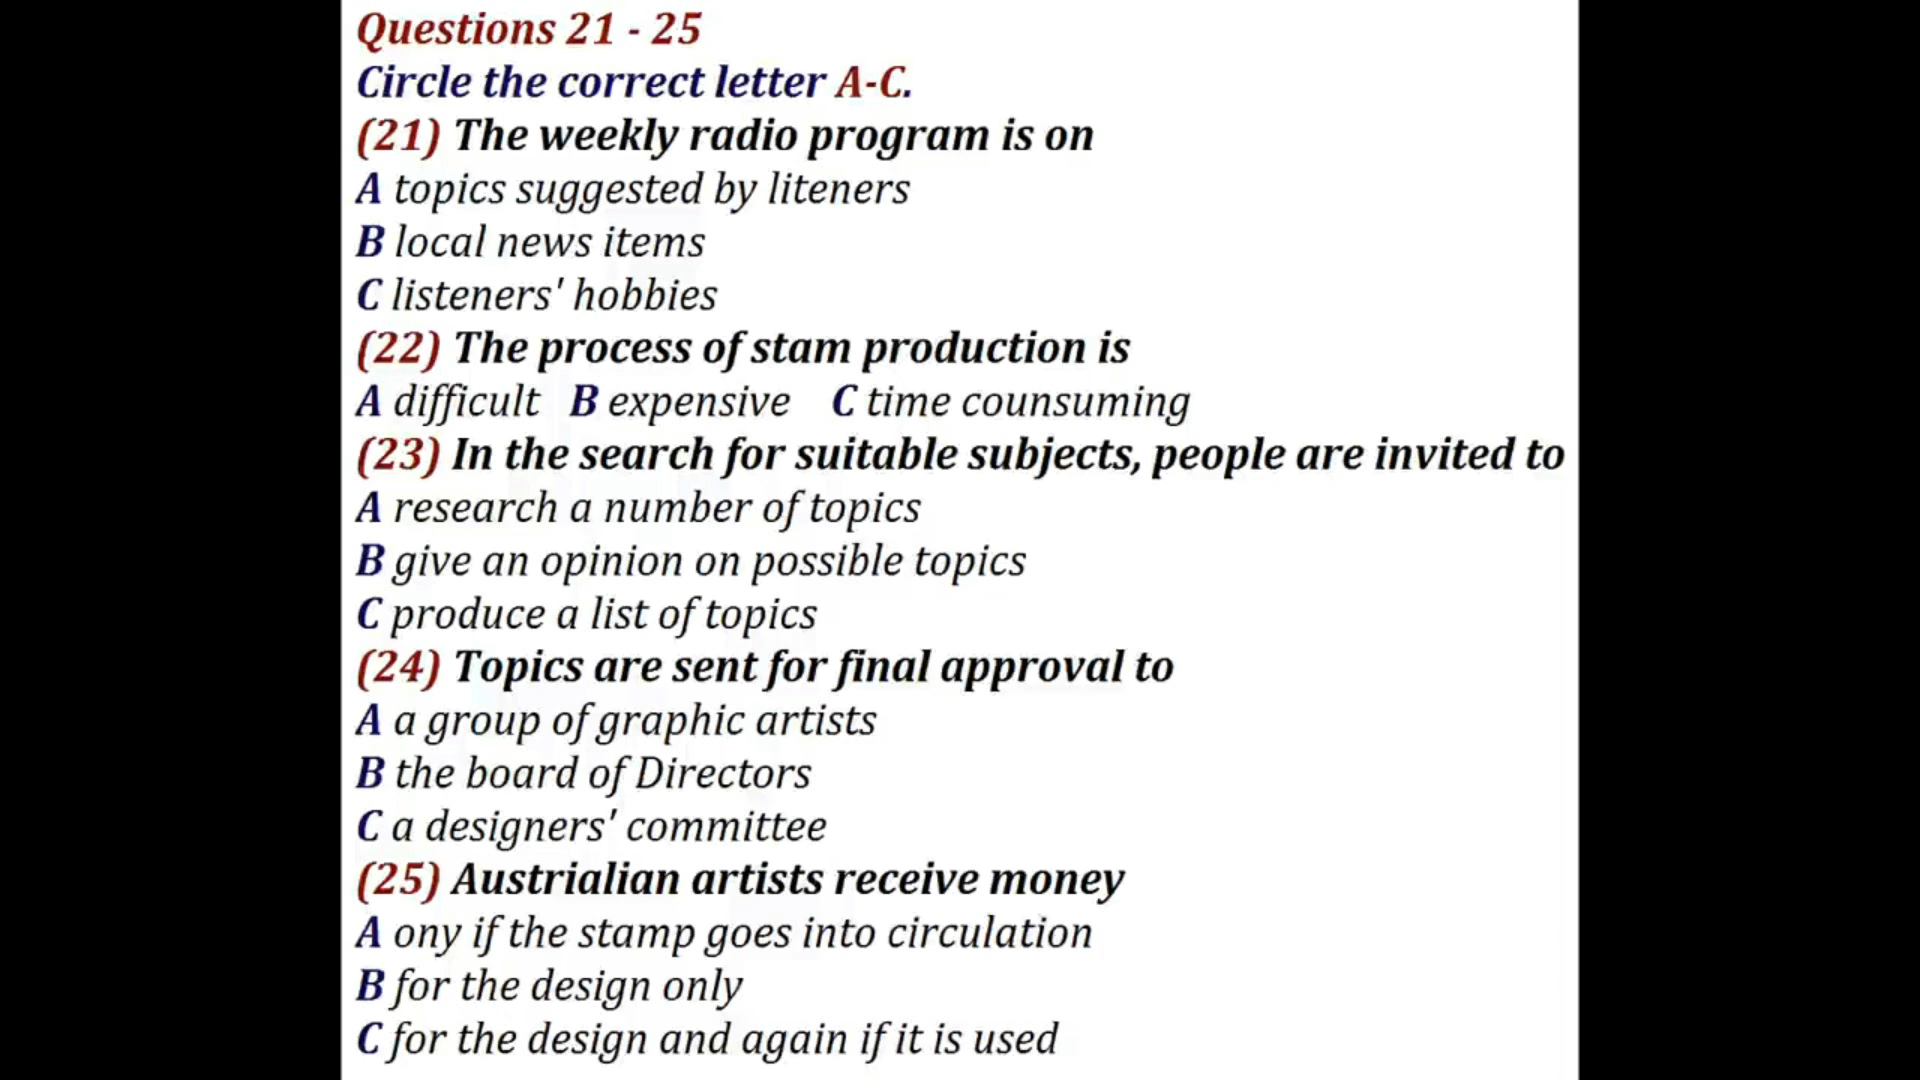 Questions 21 - 25
Circle the correct letter A-C.
(21) The weekly radio program is on
A topics suggested by liteners
B local news items
C listeners' hobbies
(22) The process of stam production is
A difficult B expensive C time counsuming
(23) In the search for suitable subjects, people are invited to
A research a number of topics
B give an opinion on possible topics
C produce a list of topics
(24) Topics are sent for final approval to
A a group of graphic artists
B the board of Directors
C a designers' committee
(25) Austrialian artists receive money
A ony if the stamp goes into circulation
B for the design only
C for the design and again if it is used